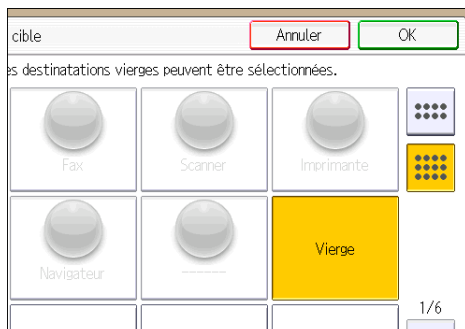 cible
Annuler
OK
es destinatations vierges peuvent être sélectionnées.
Fax
Scanner
Imprimante
Navigateur
Vierge
1/6